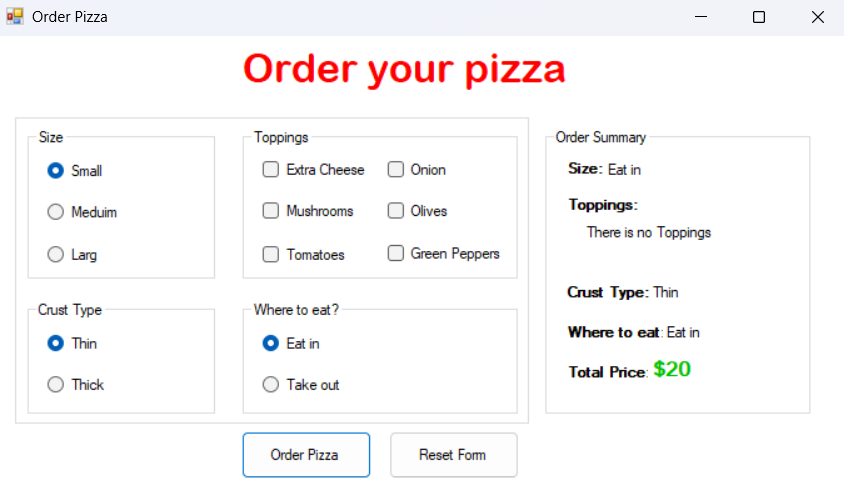 Order Pizza
Order your pizza
Size
Small
Meduim
Larg
Toppings
Extra Cheese
Onion
Mushrooms
Olives
Tomatoes
Green Peppers
Crust Type
Thin
Thick
Where to eat?
Eat in
Take out
Order Summary
Size: Eat in
Toppings:
There is no Toppings
Crust Type: Thin
Where to eat: Eat in
Total Price: $20
Order Pizza
Reset Form